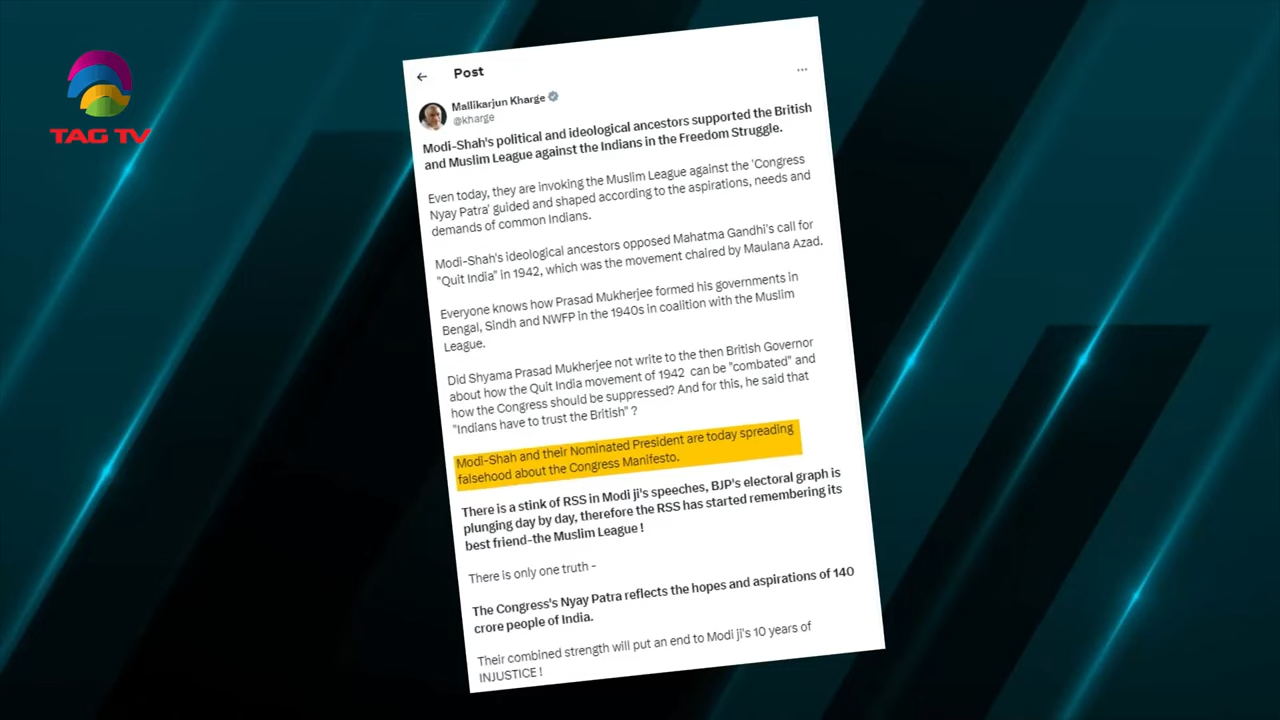 TAG TV
Post
Mallikarjun Kharge
@kharge
Modi-Shah's political and ideological ancestors supported the British
and Muslim League against the Indians in the Freedom Struggle.
Even today, they are invoking the Muslim League against the 'Congress
Nyay Patra' guided and shaped according to the aspirations, needs and
demands of common Indians.
Modi-Shah's ideological ancestors opposed Mahatma Gandhi's call for
"Quit India" in 1942, which was the movement chaired by Maulana Azad.
Everyone knows how Prasad Mukherjee formed his governments in
Bengal, Sindh and NWFP in the 1940s in coalition with the Muslim
League.
Did Shyama Prasad Mukherjee not write to the then British Governor
about how the Quit India movement of 1942 can be "combated" and
how the Congress should be suppressed? And for this, he said that
"Indians have to trust the British" ?
Modi-Shah and their Nominated President are today spreading
falsehood about the Congress Manifesto.
There is a stink of RSS in Modi ji's speeches, BJP's electoral graph is
plunging day by day, therefore the RSS has started remembering its
best friend-the Muslim League !
There is only one truth -
The Congress's Nyay Patra reflects the hopes and aspirations of 140
crore people of India.
Their combined strength will put an end to Modi ji's 10 years of
INJUSTICE !